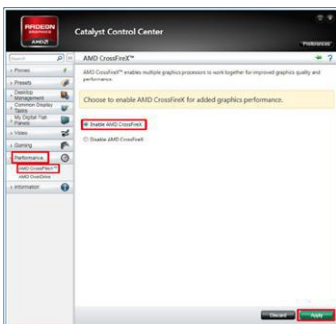 RADEON
GRAPHICS
AMD
Catalyst Control Center
Preferences
Search
AMD CrossFireX™
Pinned
Presets
Desktop
Management
Common Display
Tasks
My Digital Flat-
Panels
Video
Gaming
Performance
AMD CrossFireX™
AMD OverDrive
Information
AMD CrossFireX™ enables multiple graphics processors to work together for improved graphics quality and
performance.
Choose to enable AMD CrossFireX for added graphics performance.
Enable AMD CrossFireX
Disable AMD CrossFireX
Discard
Apply